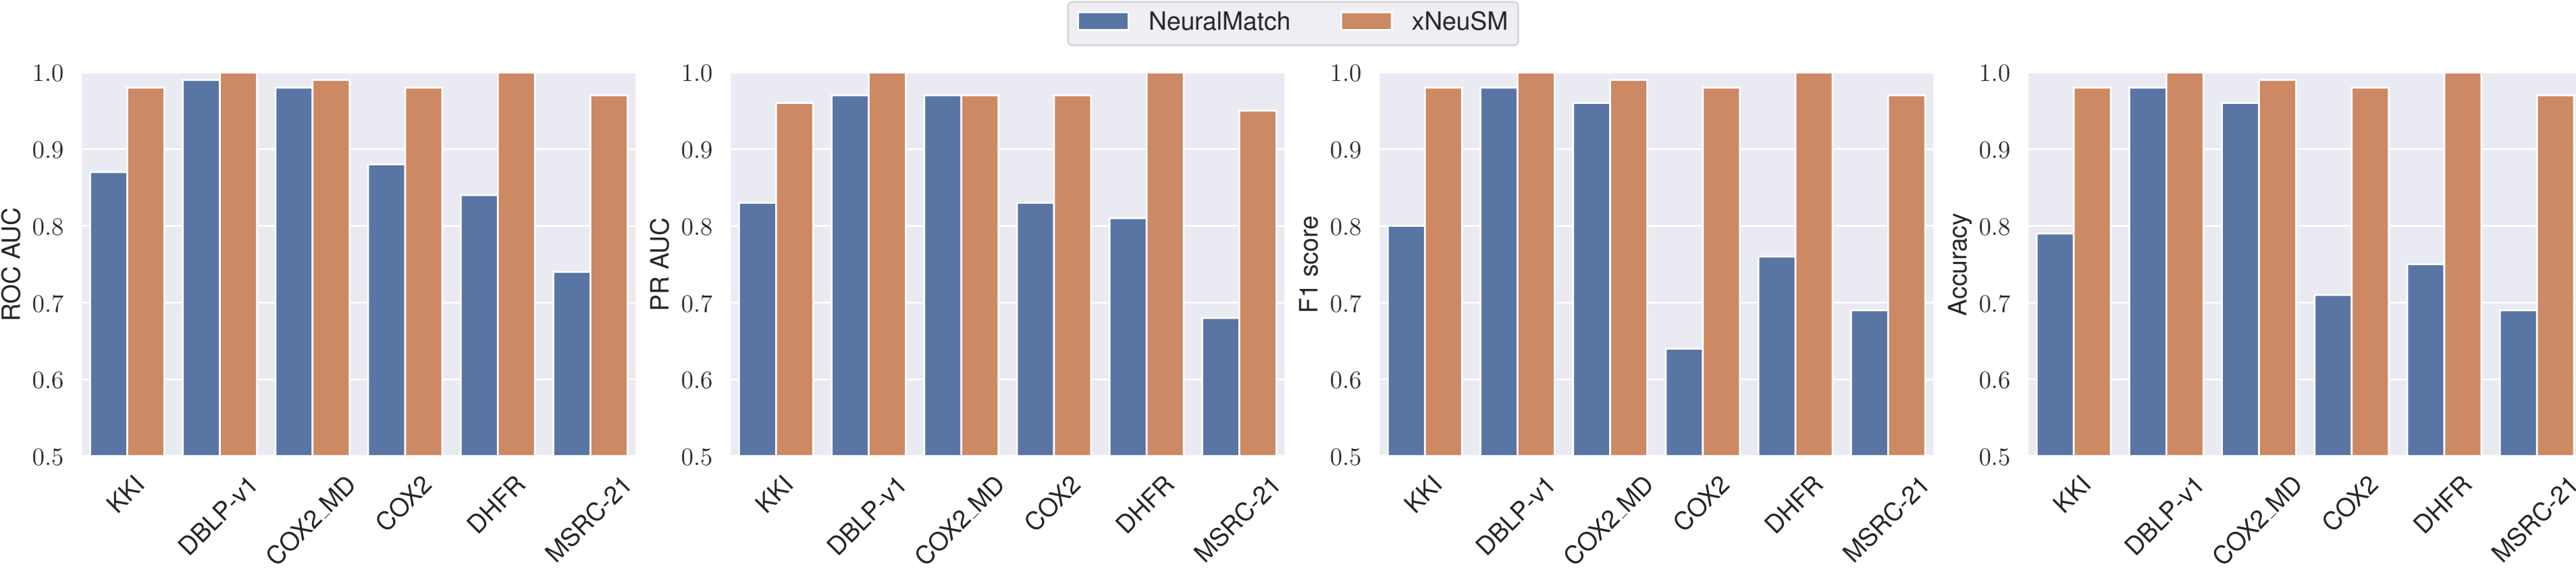 NeuralMatch xNeuSM
ROC AUC
1.0
0.9
0.8
0.7
0.6
0.5
KKI
DBLP-v1
COX2_MD
COX2
DHFR
MSRC-21
PR AUC
1.0
0.9
0.8
0.7
0.6
0.5
KKI
DBLP-v1
COX2_MD
COX2
DHFR
MSRC-21
F1 score
1.0
0.9
0.8
0.7
0.6
0.5
KKI
DBLP-v1
COX2_MD
COX2
DHFR
MSRC-21
Accuracy
1.0
0.9
0.8
0.7
0.6
0.5
KKI
DBLP-v1
COX2_MD
COX2
DHFR
MSRC-21